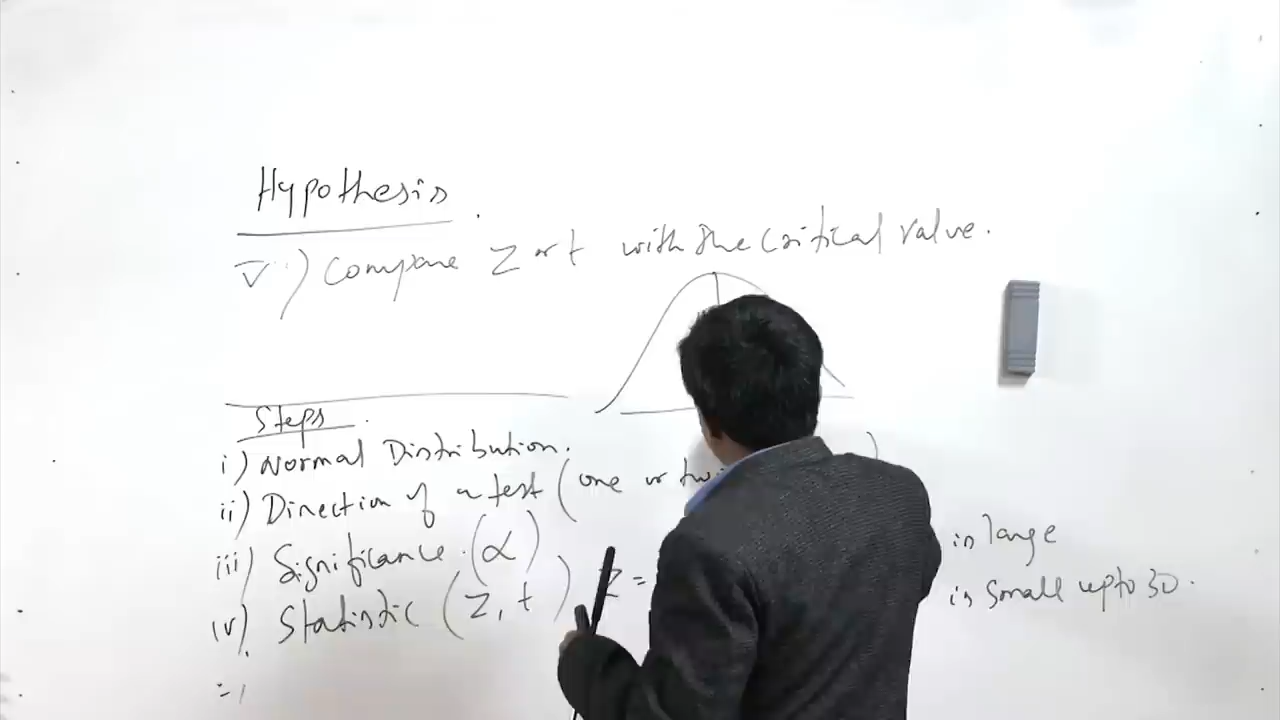 Hypothesis.
v) Compare Z or t with the Critical value.
Steps.
i) Normal Distribution.
ii) Direction of a test (one or )
iii) Significance. (α)
iv) Statistic (Z, t) Z = is large
is small upto 30.